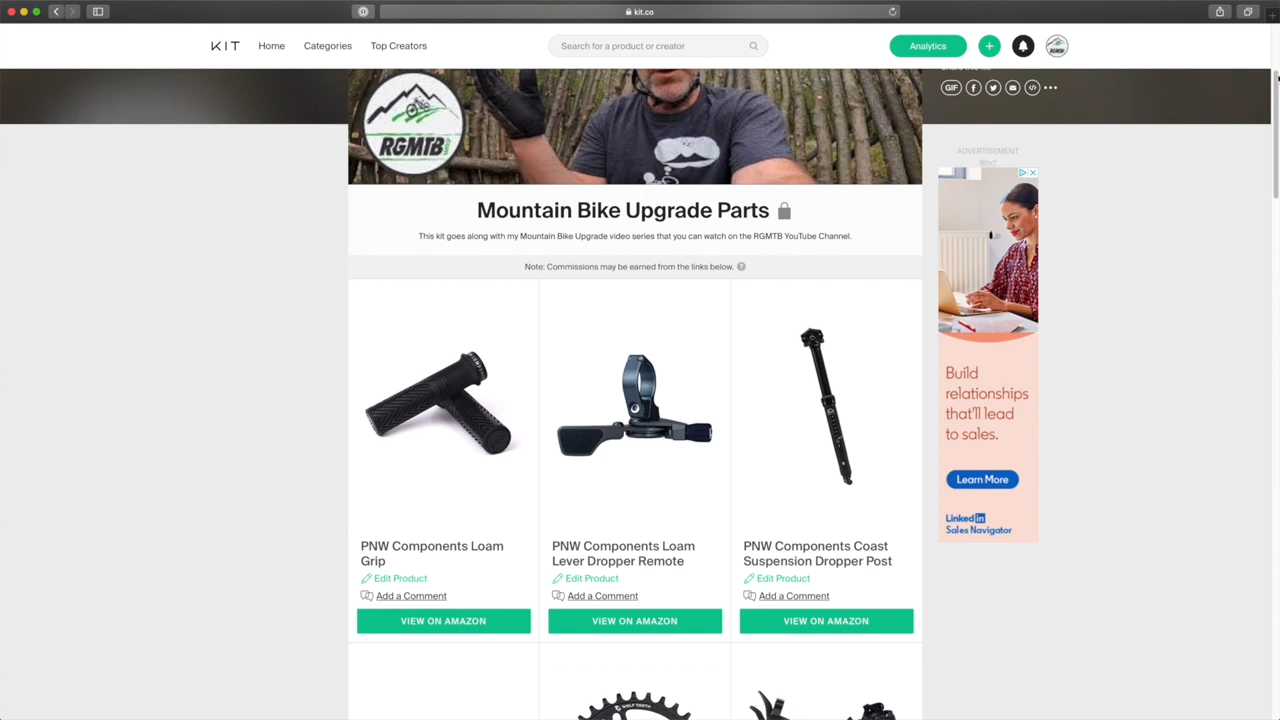 kit.co
KIT
Home
Categories
Top Creators
Search for a product or creator
Analytics
RGMTB
GIF
ADVERTISEMENT
Why?
Mountain Bike Upgrade Parts
This kit goes along with my Mountain Bike Upgrade video series that you can watch on the RGMTB YouTube Channel.
Note: Commissions may be earned from the links below.
PNW Components Loam
Grip
Edit Product
Add a Comment
VIEW ON AMAZON
PNW Components Loam
Lever Dropper Remote
Edit Product
Add a Comment
VIEW ON AMAZON
PNW Components Coast
Suspension Dropper Post
Edit Product
Add a Comment
VIEW ON AMAZON
WOLF TOOTH
Build
relationships
that'll lead
to sales.
Learn More
Linked in
Sales Navigator